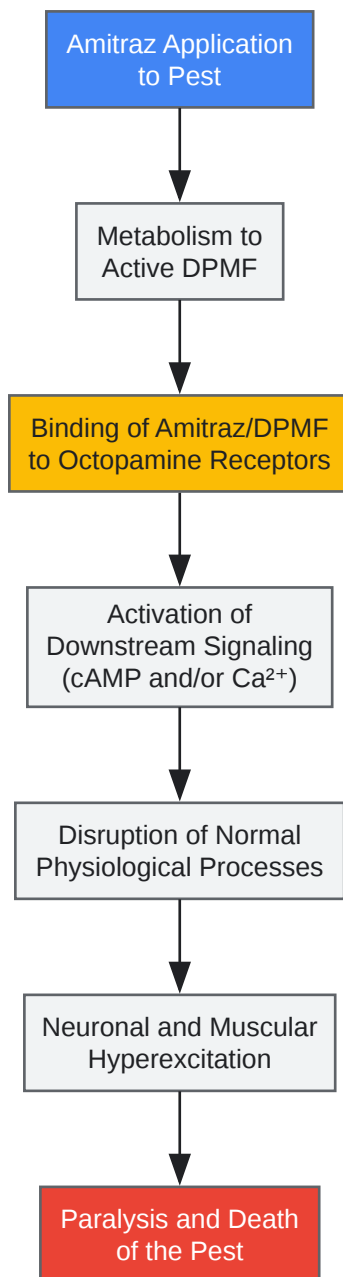 Amitraz Application
to Pest
Metabolism to
Active DPMF
Binding of Amitraz/DPMF
to Octopamine Receptors
Activation of
Downstream Signaling
(cAMP and/or Ca²⁺)
Disruption of Normal
Physiological Processes
Neuronal and Muscular
Hyperexcitation
Paralysis and Death
of the Pest